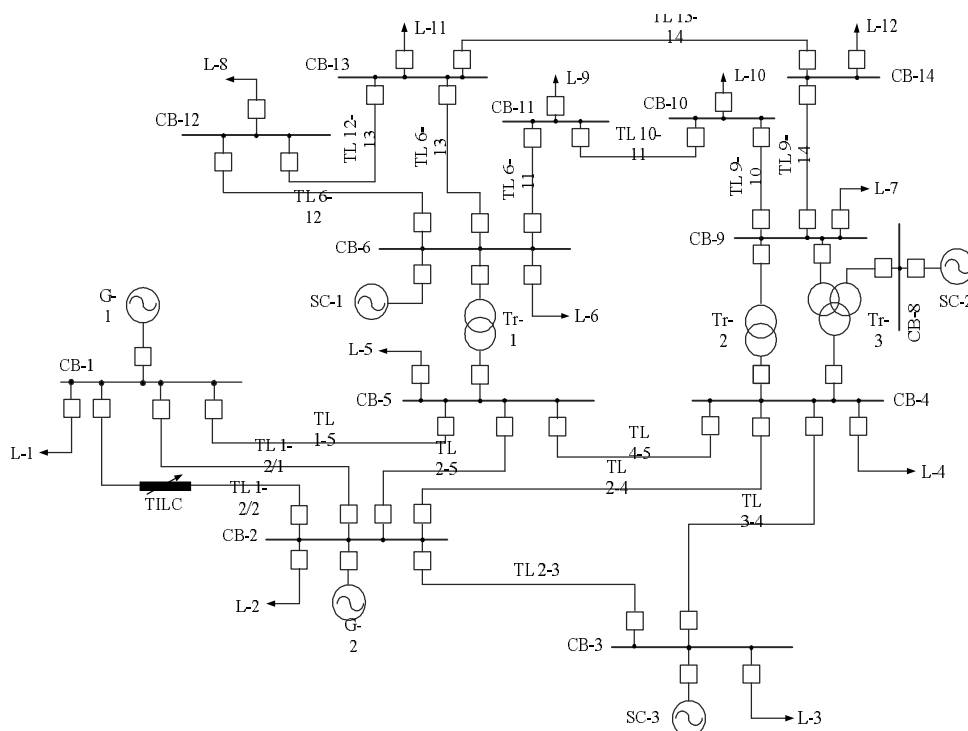 TL 13-
14
L-11
L-12
CB-13
CB-14
L-8
L-9
L-10
CB-11
CB-10
CB-12
TL 12-
13
TL 6-
13
TL 6-
11
TL 10-
11
TL 9-
10
TL 9-
14
TL 6-
12
L-7
CB-6
CB-9
G-
1
SC-1
L-6
Tr-
1
Tr-
2
Tr-
3
CB-8
SC-2
L-5
CB-1
CB-5
CB-4
L-1
TL
1-5
TL 1-
2/1
TL
2-5
TL
4-5
TL
2-4
L-4
TILC
TL 1-
2/2
TL
3-4
CB-2
L-2
G-
2
TL 2-3
CB-3
SC-3
L-3